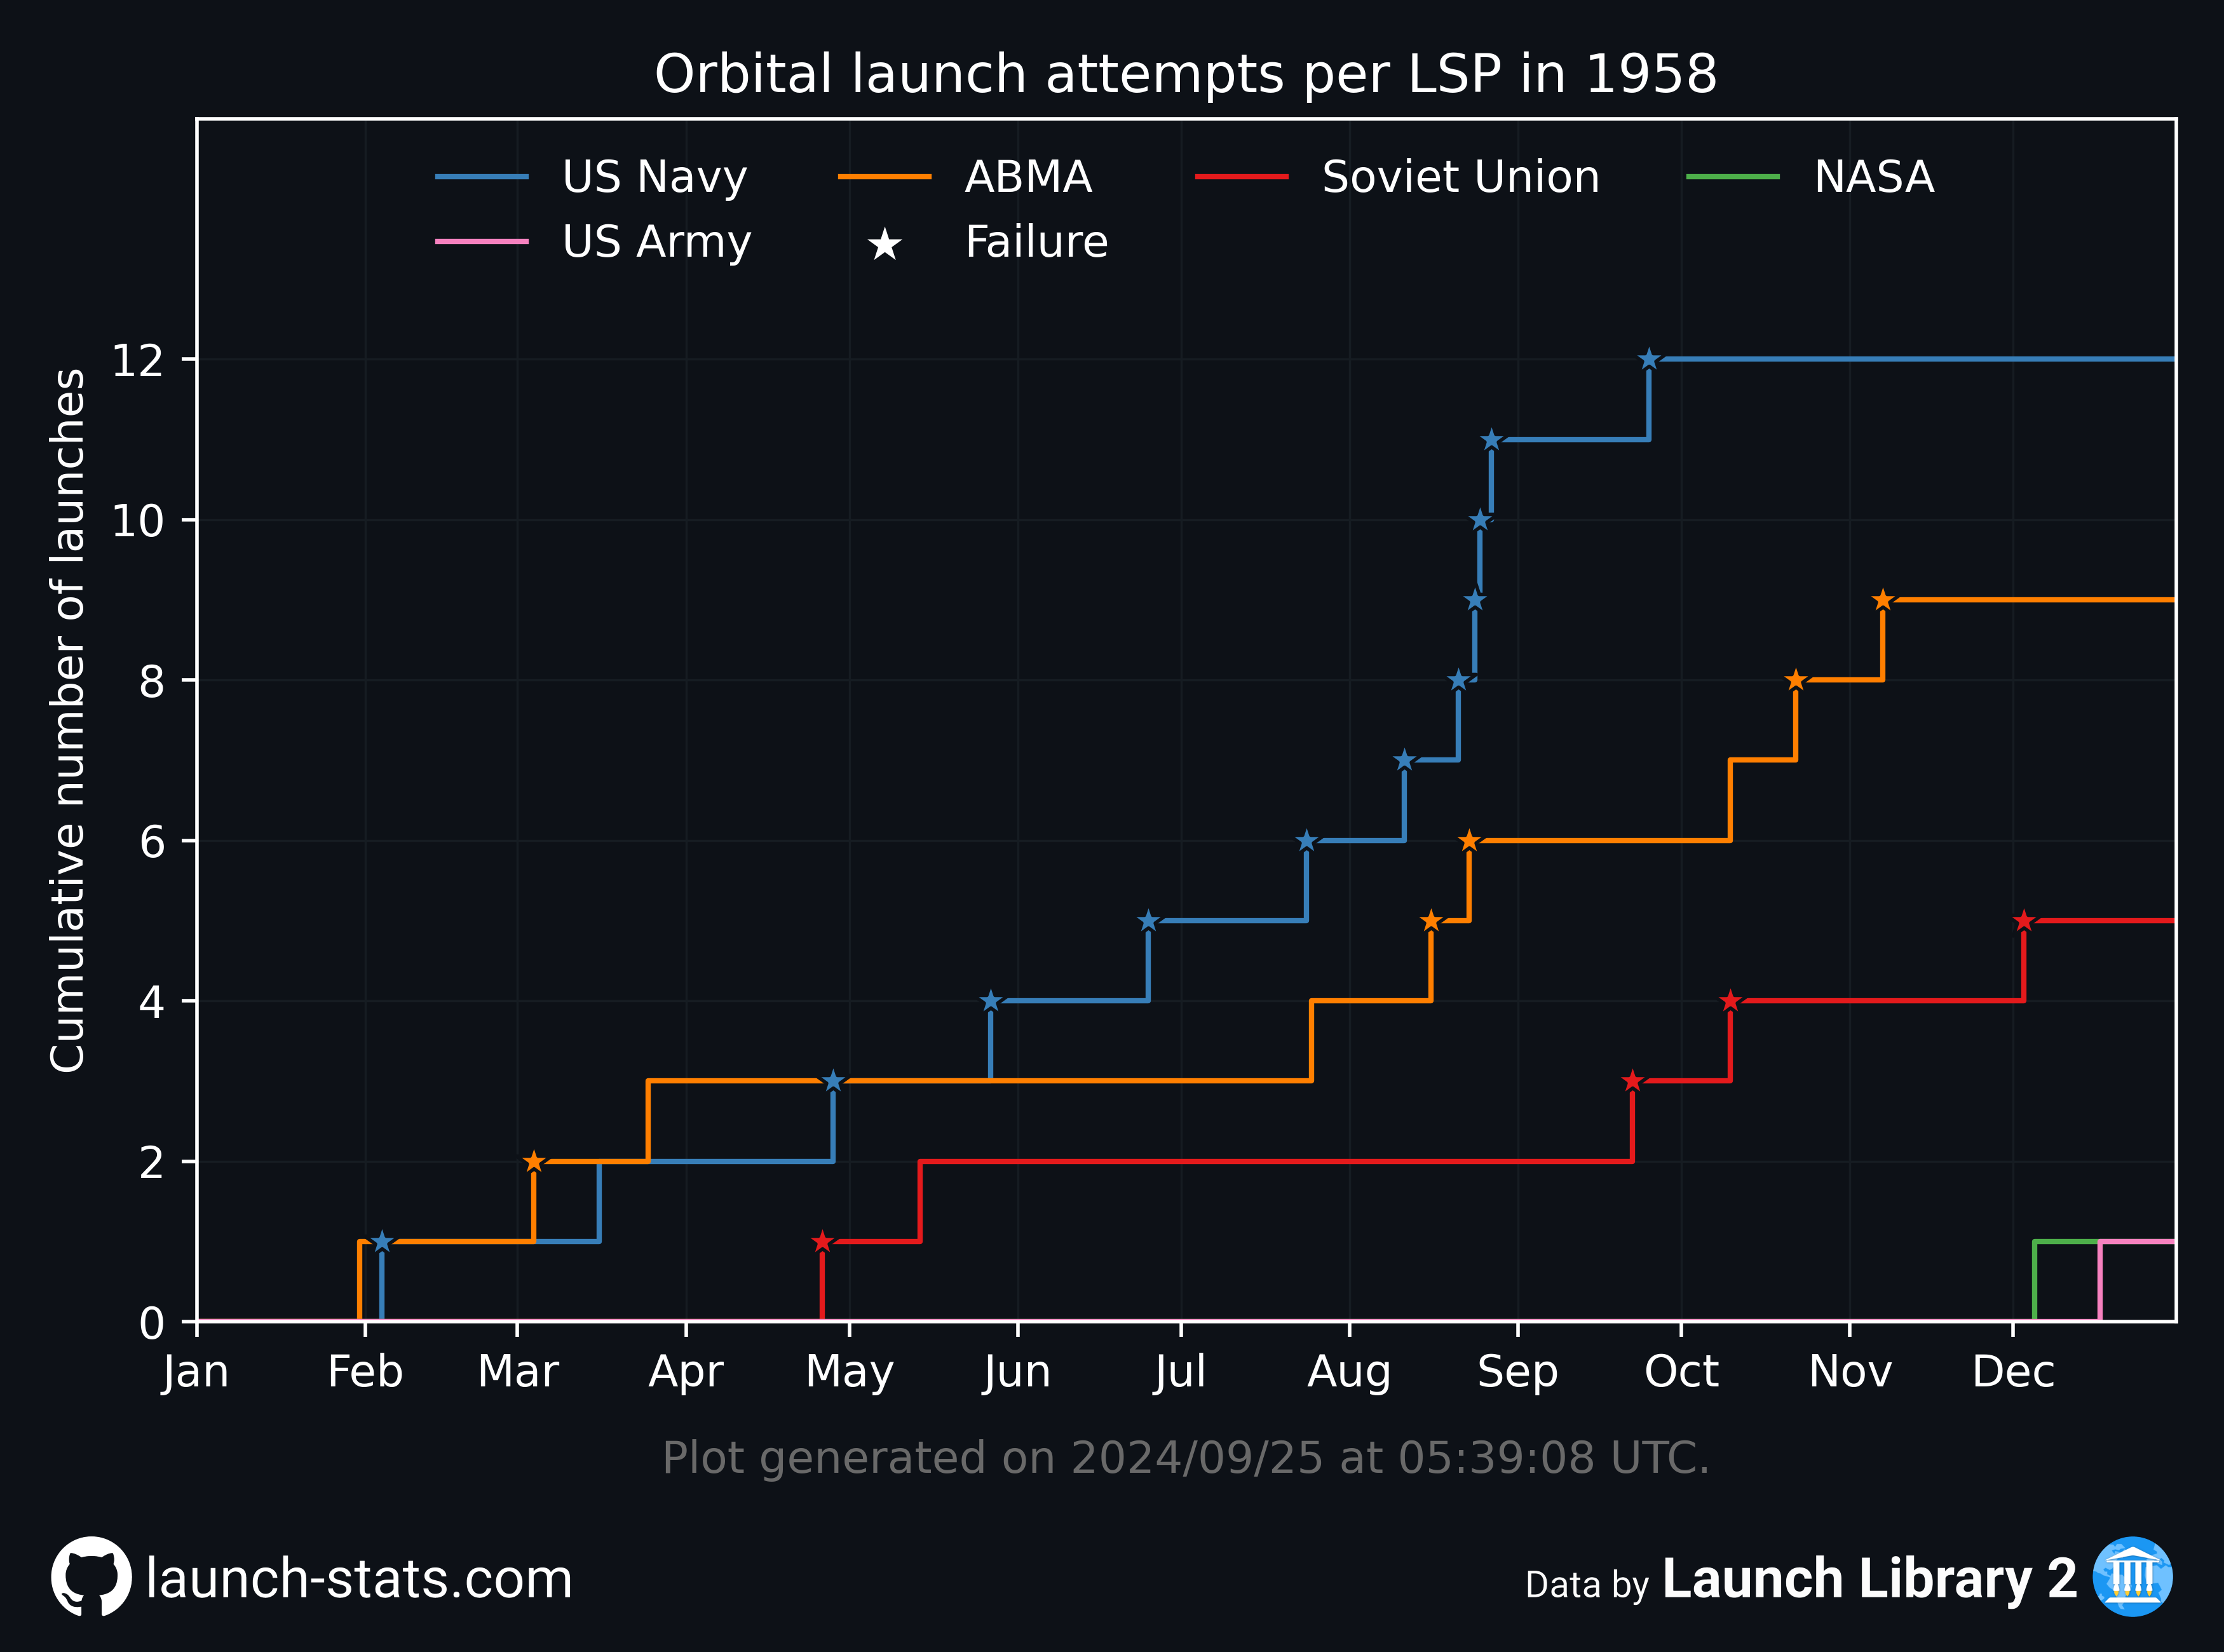 Orbital launch attempts per LSP in 1958
US Navy ABMA Soviet Union NASA
US Army Failure
Cumulative number of launches
12
10
8
6
4
2
0
Jan Feb Mar Apr May Jun Jul Aug Sep Oct Nov Dec
Plot generated on 2024/09/25 at 05:39:08 UTC.
launch-stats.com
Data by Launch Library 2